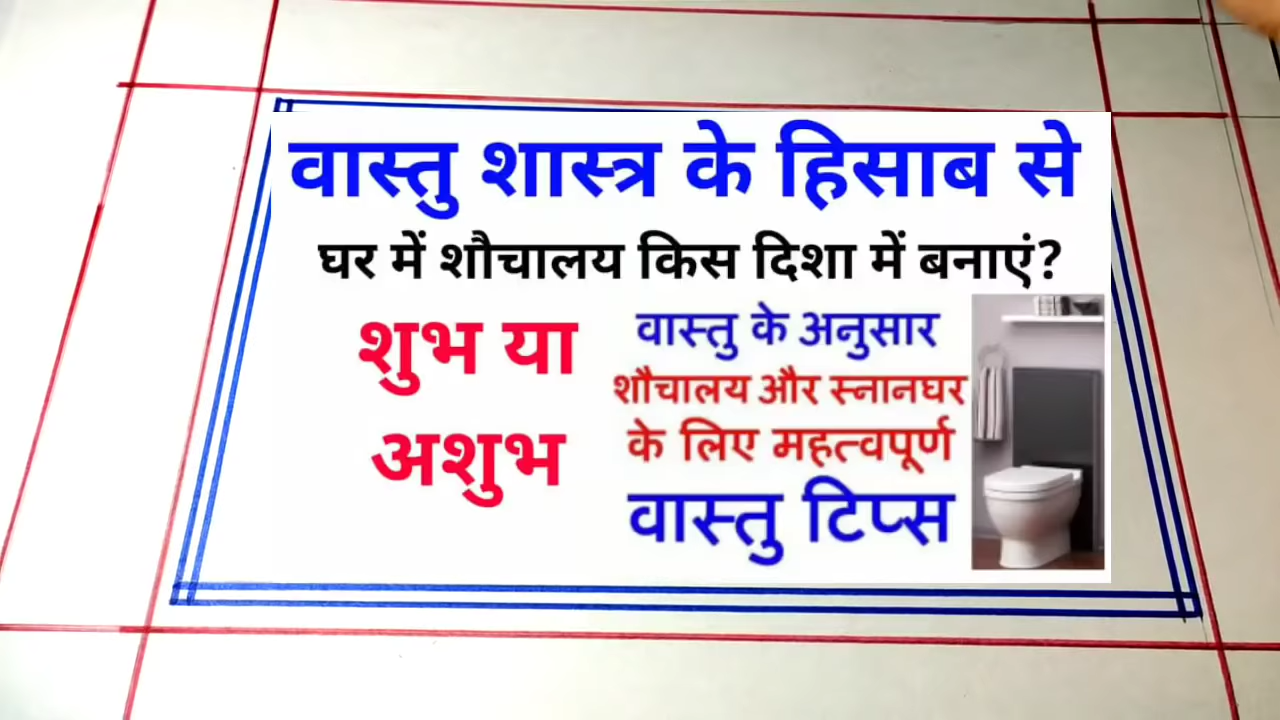 वास्तु शास्त्र के हिसाब से
घर में शौचालय किस दिशा में बनाएं?
शुभ या
अशुभ
वास्तु के अनुसार
शौचालय और स्नानघर
के लिए महत्वपूर्ण
वास्तु टिप्स